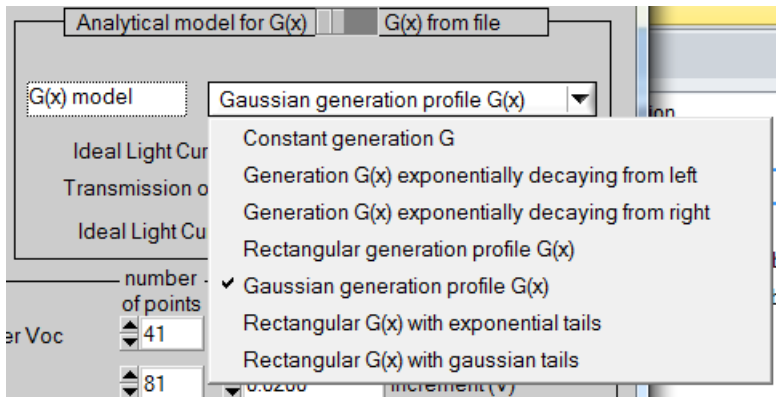 Analytical model for G(x) G(x) from file
G(x) model
Gaussian generation profile G(x)
Constant generation G
Generation G(x) exponentially decaying from left
Generation G(x) exponentially decaying from right
Rectangular generation profile G(x)
Gaussian generation profile G(x)
Rectangular G(x) with exponential tails
Rectangular G(x) with gaussian tails
Ideal Light Cur
Transmission o
Ideal Light Cu
number
of points
er Voc 41
81